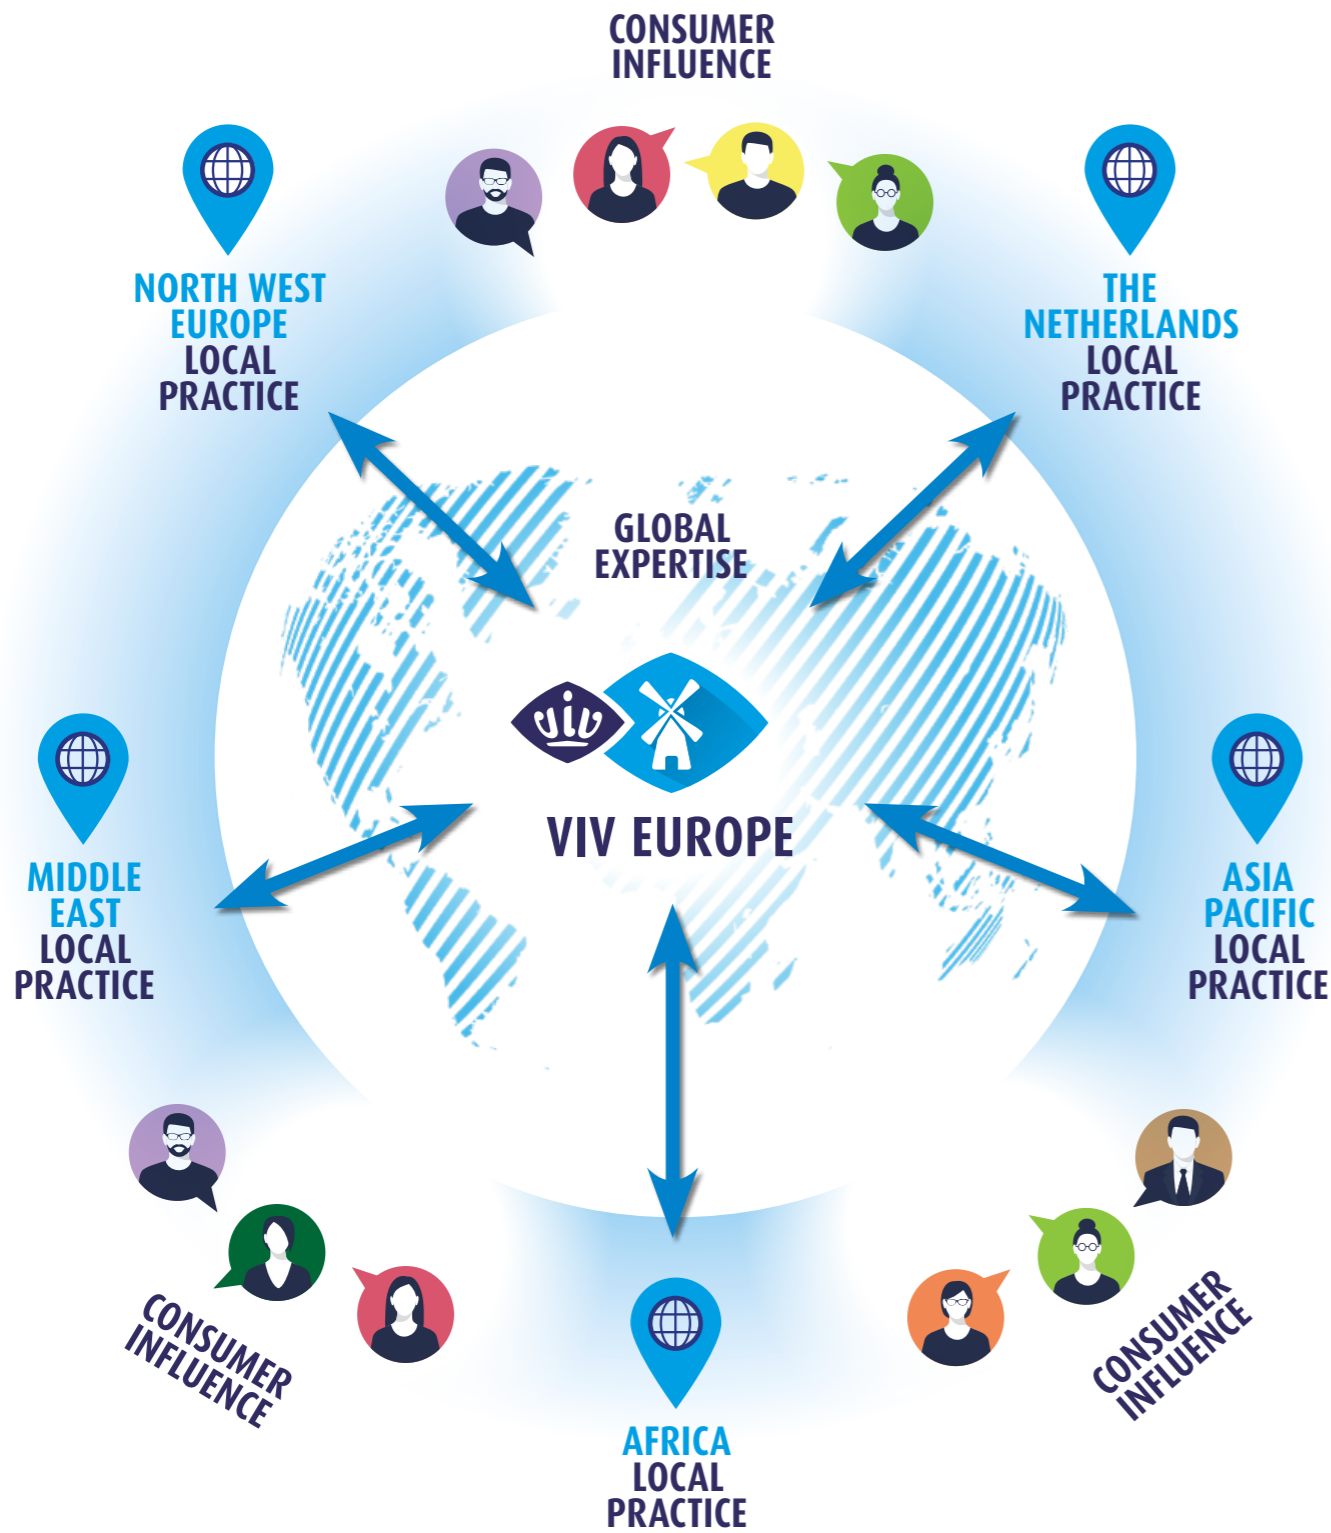 CONSUMER
INFLUENCE
NORTH WEST
EUROPE
LOCAL
PRACTICE
THE
NETHERLANDS
LOCAL
PRACTICE
GLOBAL
EXPERTISE
viv
VIV EUROPE
MIDDLE
EAST
LOCAL
PRACTICE
ASIA
PACIFIC
LOCAL
PRACTICE
CONSUMER
INFLUENCE
CONSUMER
INFLUENCE
AFRICA
LOCAL
PRACTICE